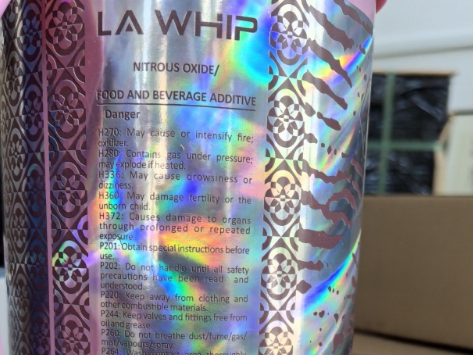 LA WHIP
NITROUS OXIDE/
FOOD AND BEVERAGE ADDITIVE
Danger
H270: May cause or intensify fire;
oxidizer.
H280: Contains gas under pressure;
may explode if heated.
H336: May cause drowsiness or
dizziness.
H360: May damage fertility or the
unborn child.
H372: Causes damage to organs
through prolonged or repeated
exposure.
P201: Obtain special instructions before
use.
P202: Do not handle until all safety
precautions have been read and
understood.
P220: Keep away from clothing and
other combustible materials.
P244: Keep valves and fittings free from
oil and grease.
P260: Do not breathe dust/fume/gas/
mist/vapours/spray.
P264: